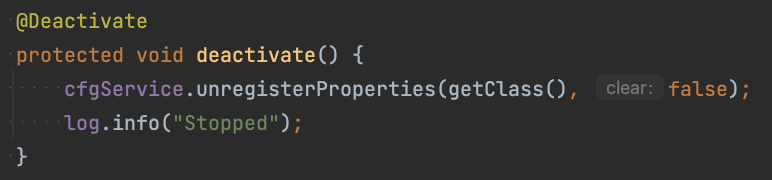 @Deactivate
protected void deactivate() {
    cfgService.unregisterProperties(getClass(), clear: false);
    log.info("Stopped");
}